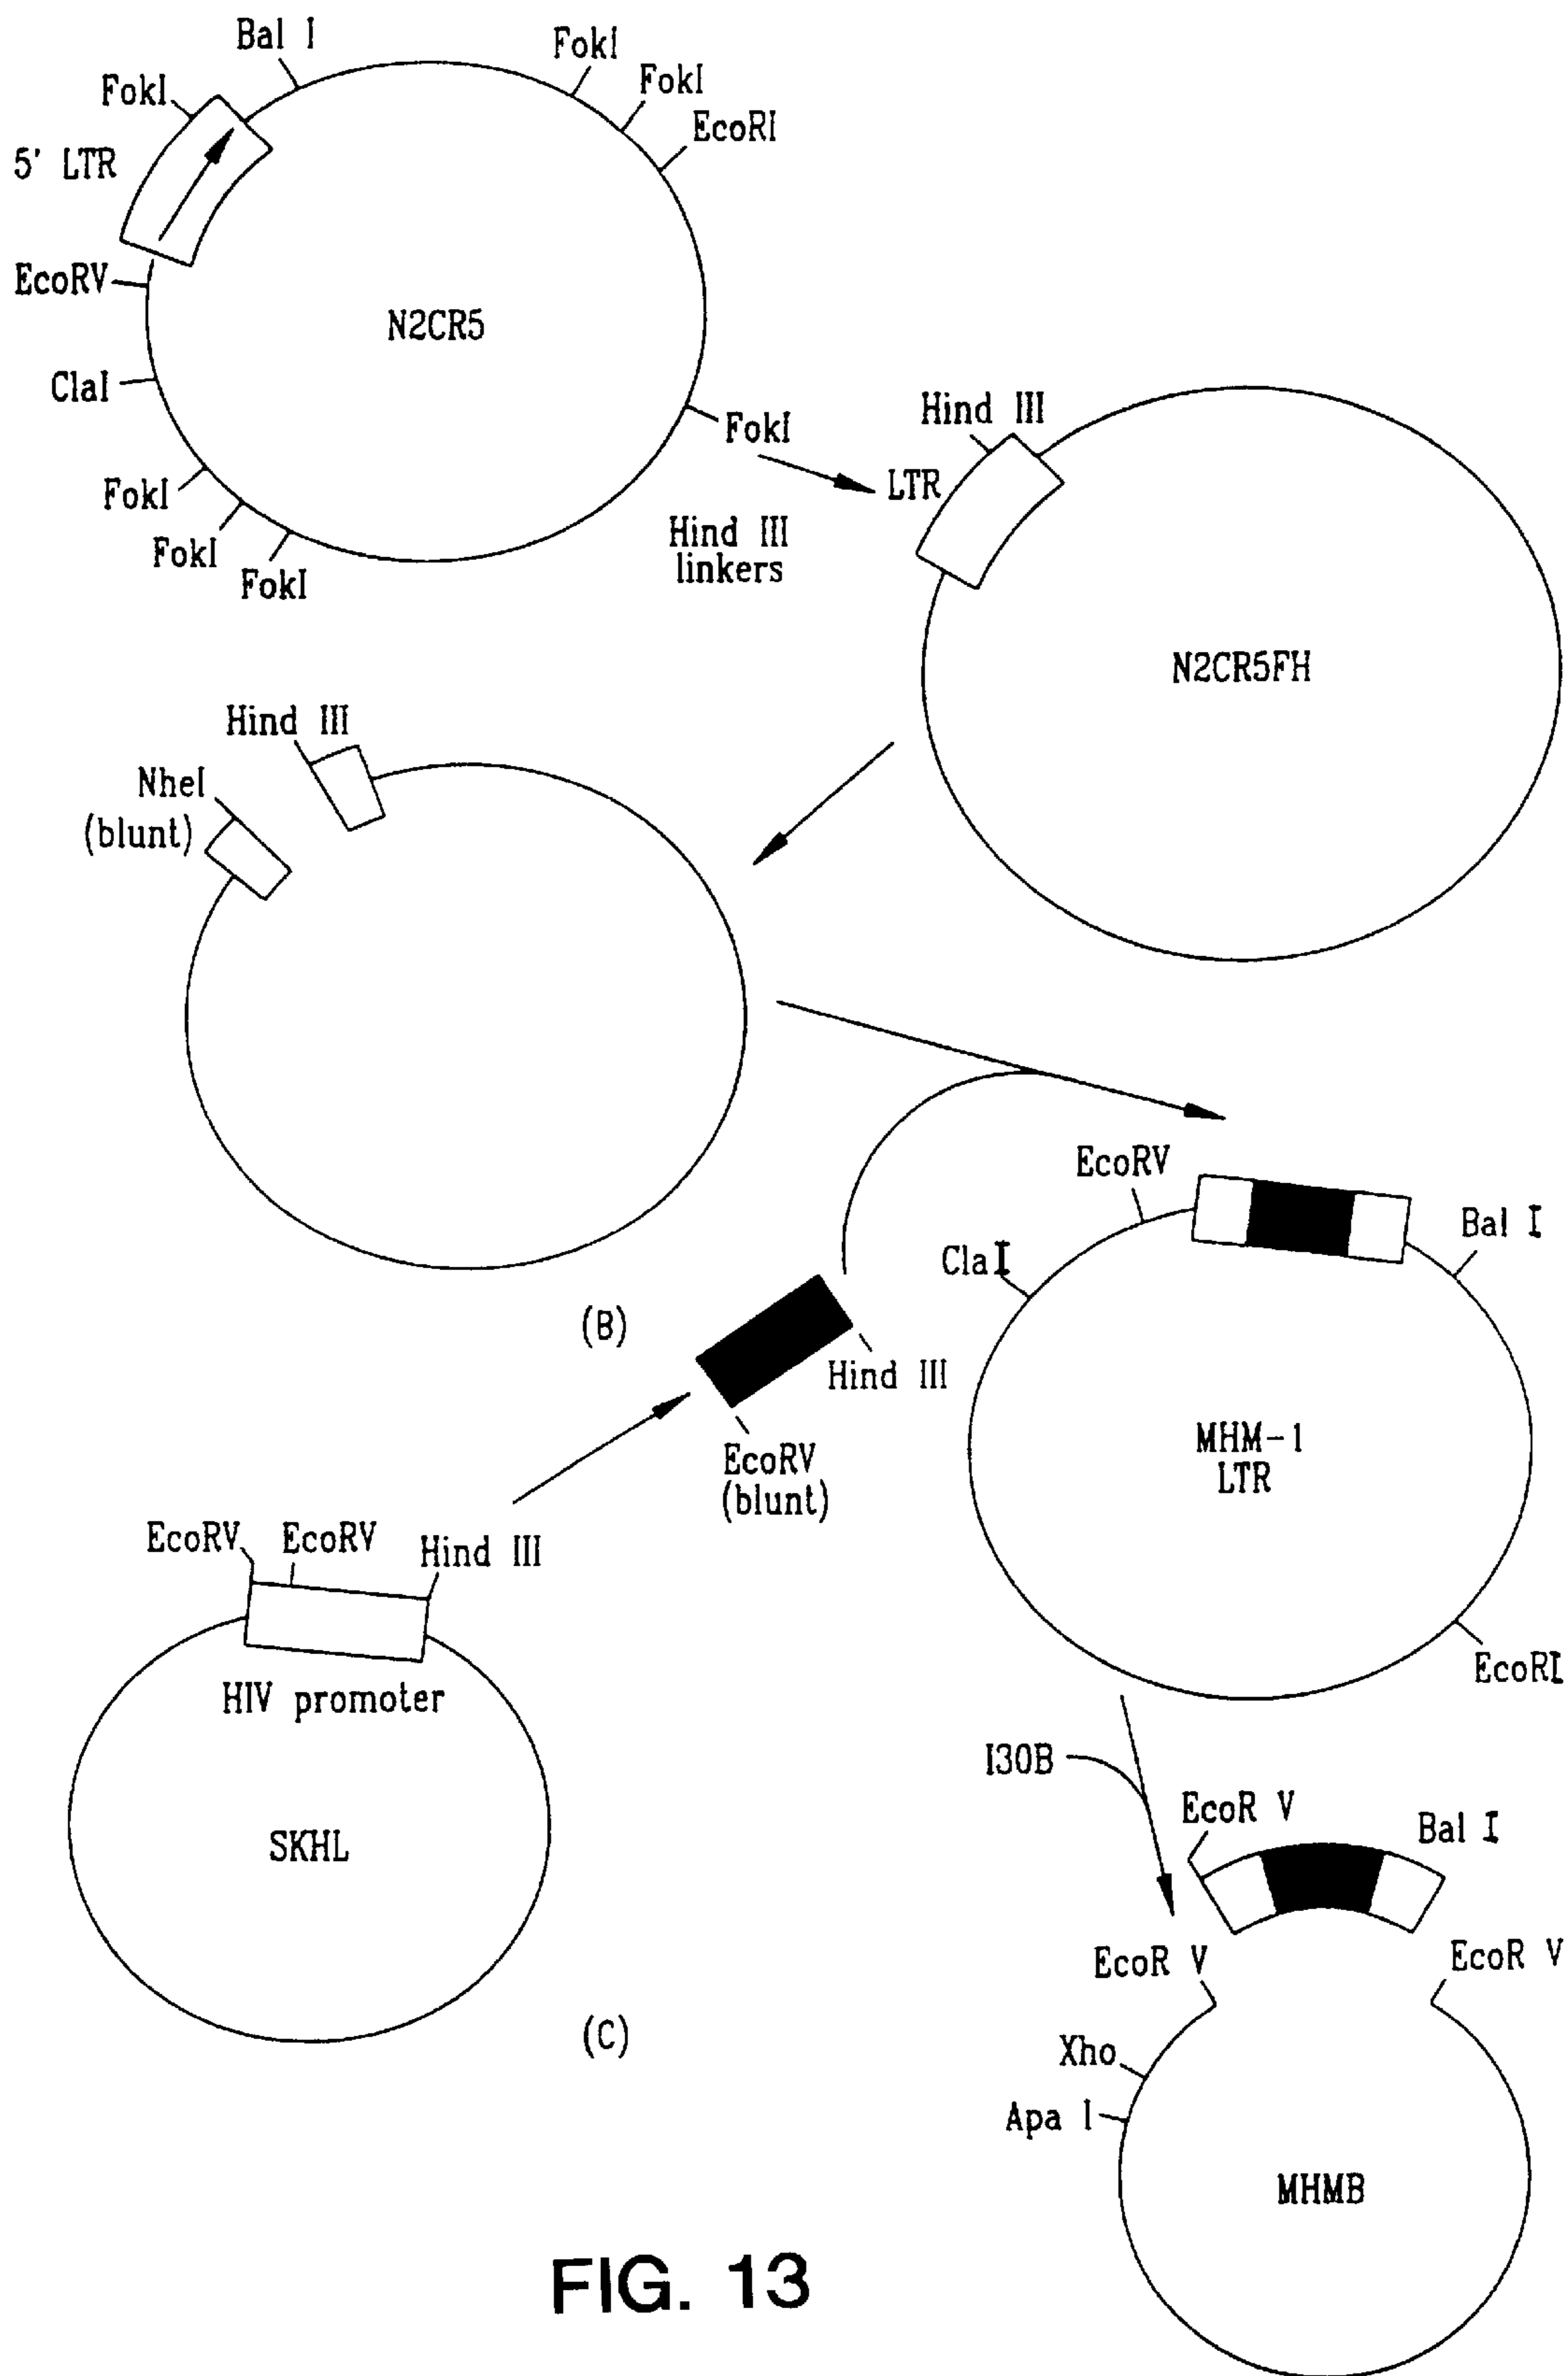 Bal I
FokI
FokI
FokI
EcoRI
5' LTR
EcoRV
N2CR5
ClaI
FokI
FokI
FokI
FokI
Hind III
linkers
Hind III
LTR
N2CR5FH
Hind III
NheI
(blunt)
EcoRV
Bal I
Cla I
(B)
Hind III
EcoRV
(blunt)
MHM-1
LTR
EcoRI
EcoRV
EcoRV
Hind III
HIV promoter
SKHL
I30B
EcoR V
Bal I
EcoR V
EcoR V
(C)
Xho
Apa I
MHMB
FIG. 13